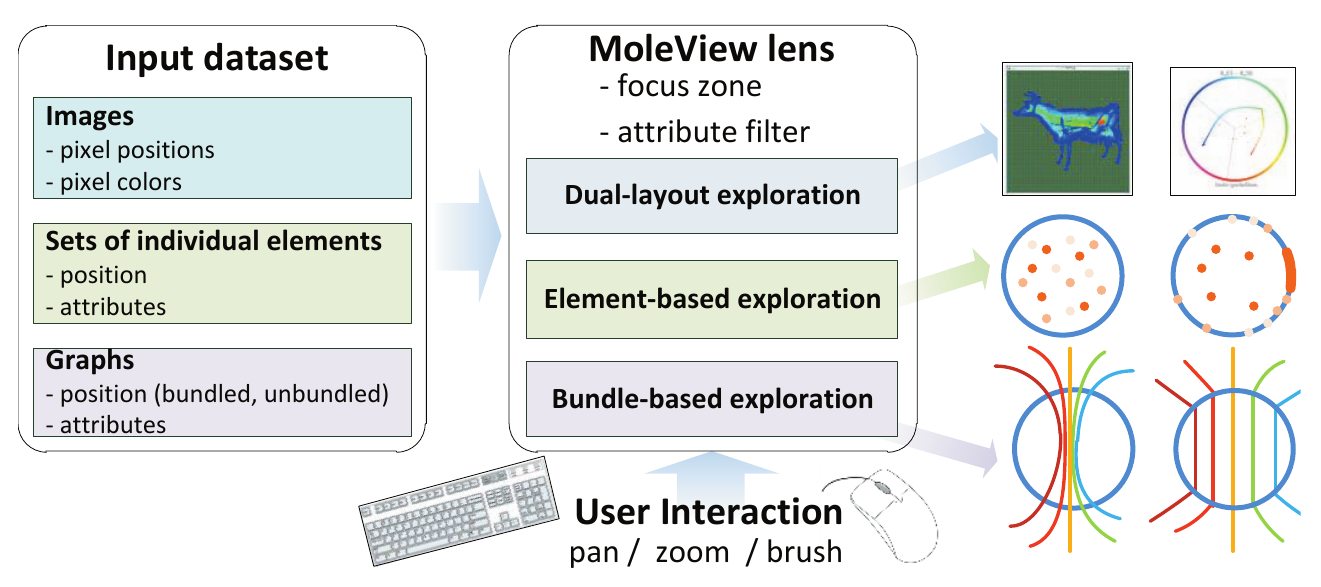 Input dataset
Images
- pixel positions
- pixel colors
Sets of individual elements
- position
- attributes
Graphs
- position (bundled, unbundled)
- attributes
MoleView lens
- focus zone
- attribute filter
Dual-layout exploration
Element-based exploration
Bundle-based exploration
User Interaction
pan / zoom / brush